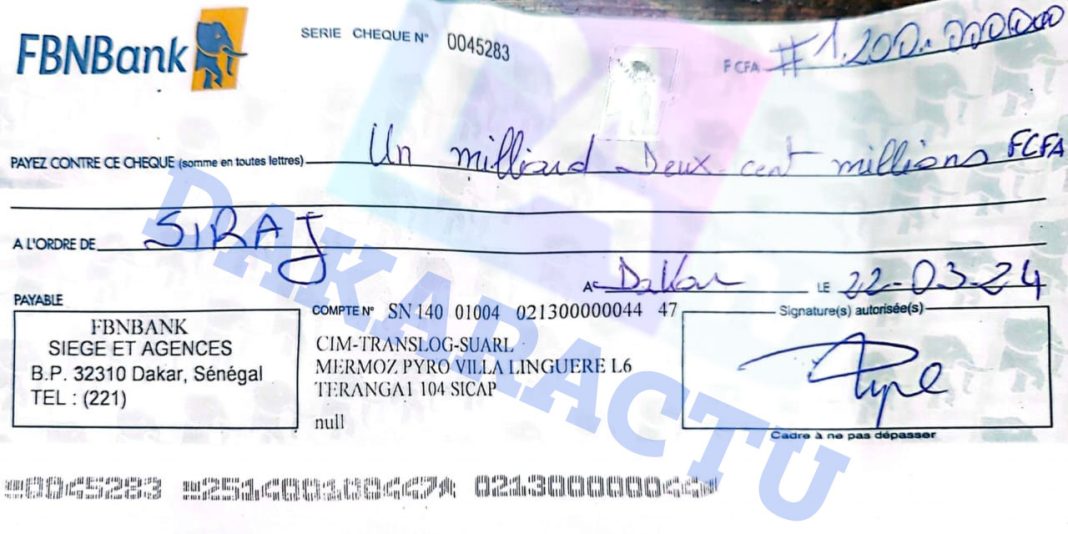 FBNBank
SERIE CHEQUE N° 0045283
F CFA # 1.200.000.000
PAYEZ CONTRE CE CHEQUE (somme en toutes lettres) Un milliard Deux cent millions FCFA
A L'ORDRE DE SIRAJ
A Dakar LE 22-03-24
PAYABLE
FBNBANK
SIEGE ET AGENCES
B.P. 32310 Dakar, Sénégal
TEL : (221)
COMPTE N° SN 140 01004 021300000044 47
CIM-TRANSLOG-SUARL
MERMOZ PYRO VILLA LINGUERE L6
TERANGA1 104 SICAP
null
Signature(s) autorisée(s)
Cadre à ne pas dépasser
0045283 021300000044
DAKARACTU